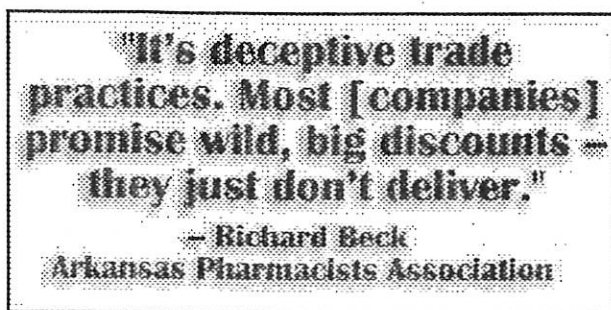 "It's deceptive trade
practices. Most [companies]
promise wild, big discounts –
they just don't deliver."
– Richard Beck
Arkansas Pharmacists Association